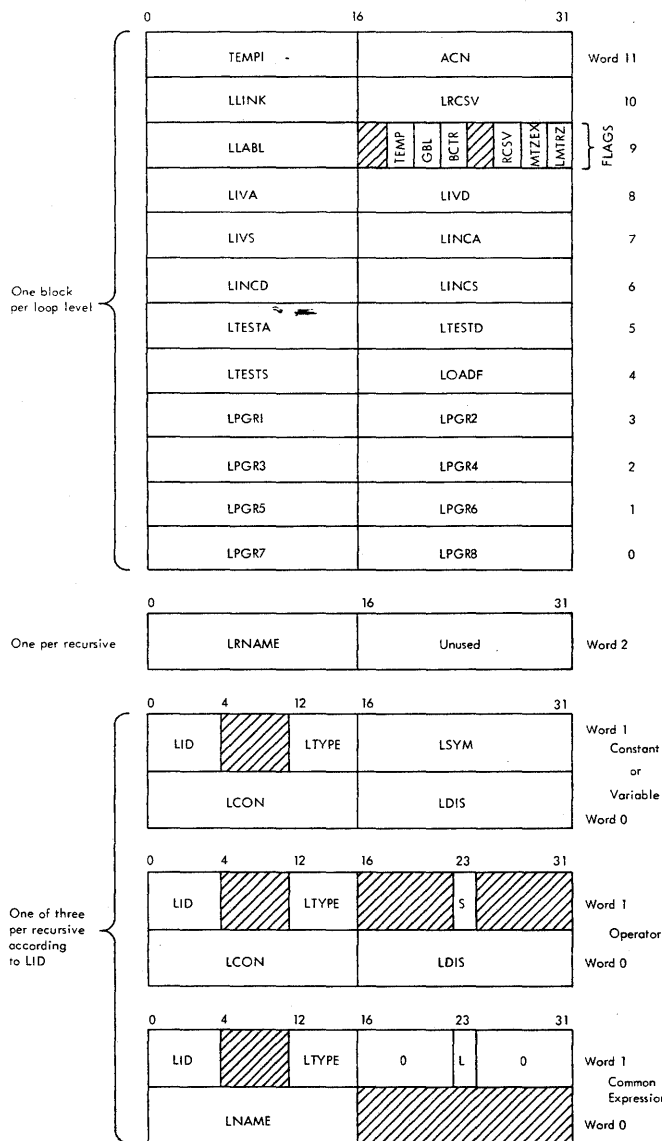 0 16 31
TEMPI ACN Word 11
LLINK LRCSV 10
LLABL TEMP GBL BCTR RCSV MTZEX LMTRZ FLAGS 9
LIVA LIVD 8
LIVS LINCA 7
One block
per loop level
LINCD LINCS 6
LTESTA LTESTD 5
LTESTS LOADF 4
LPGR1 LPGR2 3
LPGR3 LPGR4 2
LPGR5 LPGR6 1
LPGR7 LPGR8 0
0 16 31
One per recursive LRNAME Unused Word 2
0 4 12 16 31
LID LTYPE LSYM Word 1
Constant
or
Variable
LCON LDIS Word 0
0 4 12 16 23 31
LID LTYPE S Word 1
One of three
per recursive
according
to LID
Operator
LCON LDIS Word 0
0 4 12 16 23 31
LID LTYPE 0 L 0 Word 1
Common
Expression
LNAME Word 0